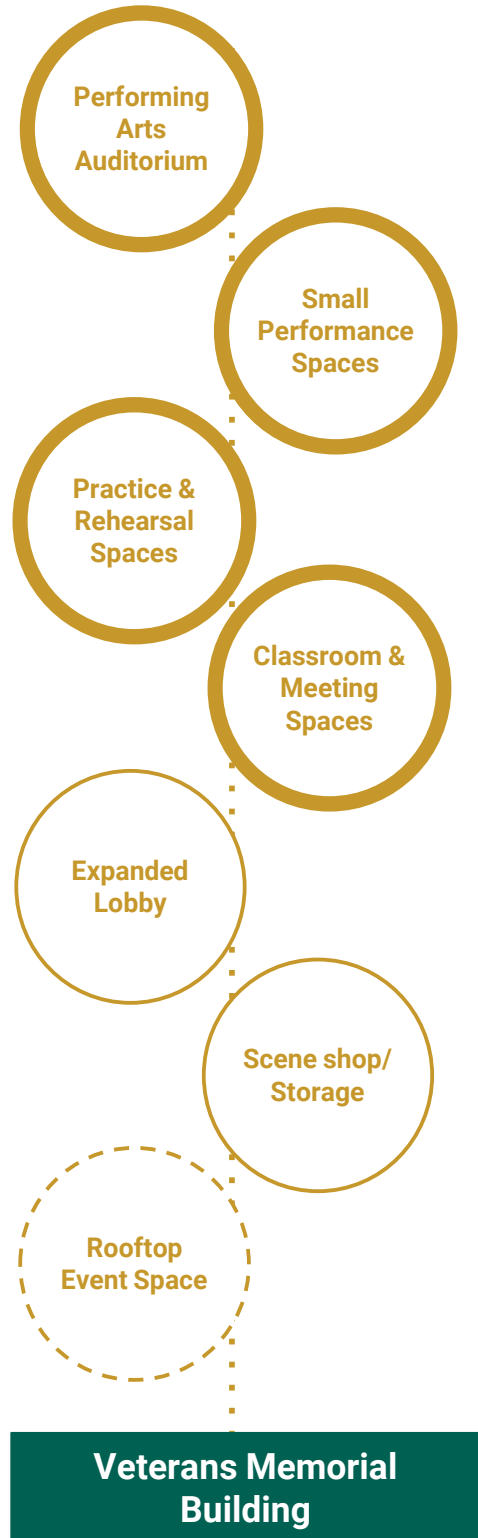 Performing
Arts
Auditorium
Small
Performance
Spaces
Practice &
Rehearsal
Spaces
Classroom &
Meeting
Spaces
Expanded
Lobby
Scene shop/
Storage
Rooftop
Event Space
Veterans Memorial
Building